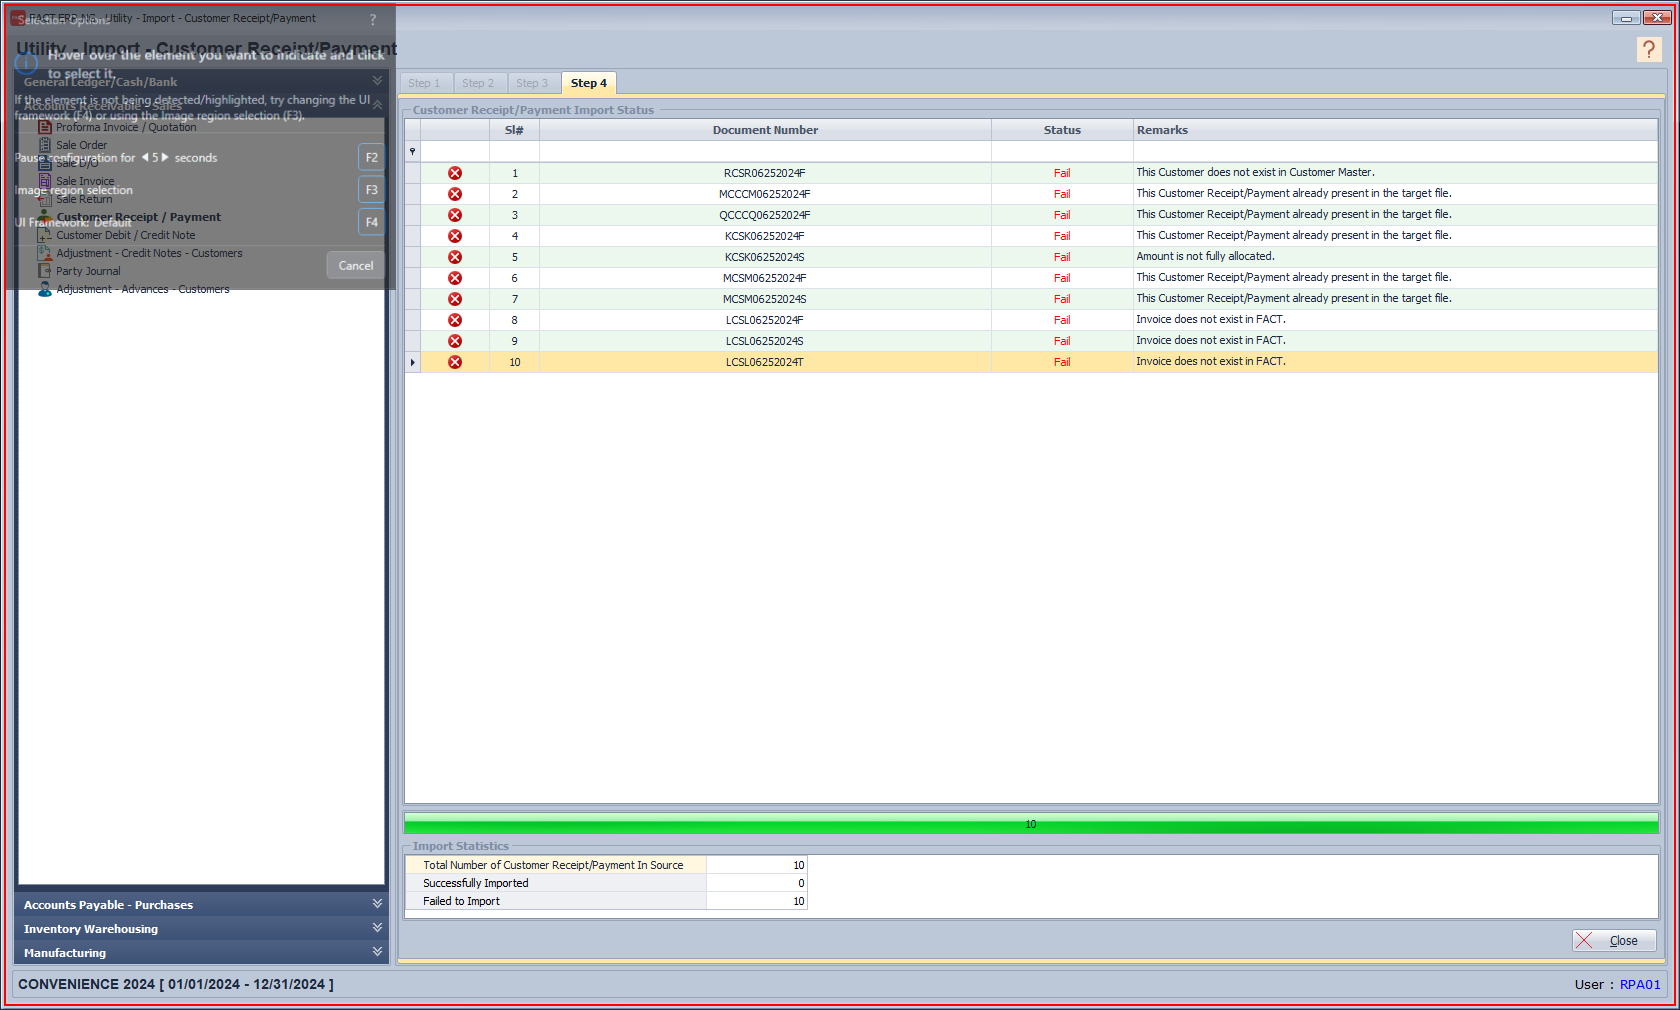 FACT ERP.NG - Utility - Import - Customer Receipt/Payment
Selection Options
?
Utility - Import - Customer Receipt/Payment
Hover over the element you want to indicate and click
to select it.
If the element is not being detected/highlighted, try changing the UI
framework (F4) or using the Image region selection (F3).
Pause configuration for 5 seconds
F2
Image region selection
F3
UI Framework: Default
F4
Cancel
General Ledger/Cash/Bank
Accounts Receivable - Sales
Proforma Invoice / Quotation
Sale Order
Sale D/O
Sale Invoice
Sale Return
Customer Receipt / Payment
Customer Debit / Credit Note
Adjustment - Credit Notes - Customers
Party Journal
Adjustment - Advances - Customers
Accounts Payable - Purchases
Inventory Warehousing
Manufacturing
?
Step 1 Step 2 Step 3 Step 4
Customer Receipt/Payment Import Status
Sl# Document Number Status Remarks
1 RCSR06252024F Fail This Customer does not exist in Customer Master.
2 MCCCM06252024F Fail This Customer Receipt/Payment already present in the target file.
3 QCCCQ06252024F Fail This Customer Receipt/Payment already present in the target file.
4 KCSK06252024F Fail This Customer Receipt/Payment already present in the target file.
5 KCSK06252024S Fail Amount is not fully allocated.
6 MCSM06252024F Fail This Customer Receipt/Payment already present in the target file.
7 MCSM06252024S Fail This Customer Receipt/Payment already present in the target file.
8 LCSL06252024F Fail Invoice does not exist in FACT.
9 LCSL06252024S Fail Invoice does not exist in FACT.
10 LCSL06252024T Fail Invoice does not exist in FACT.
10
Import Statistics
Total Number of Customer Receipt/Payment In Source 10
Successfully Imported 0
Failed to Import 10
Close
CONVENIENCE 2024 [ 01/01/2024 - 12/31/2024 ]
User : RPA01